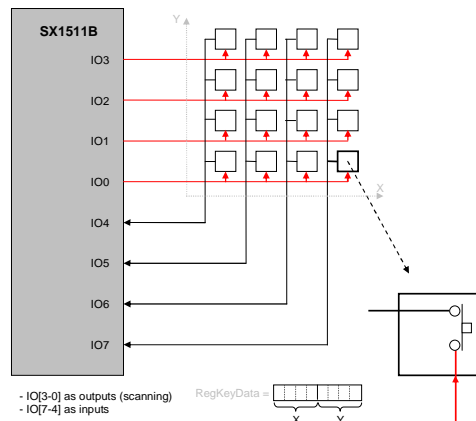 SX1511B
Y
IO3
IO2
IO1
IO0
X
IO4
IO5
IO6
IO7
- IO[3-0] as outputs (scanning)
- IO[7-4] as inputs
RegKeyData =
X Y